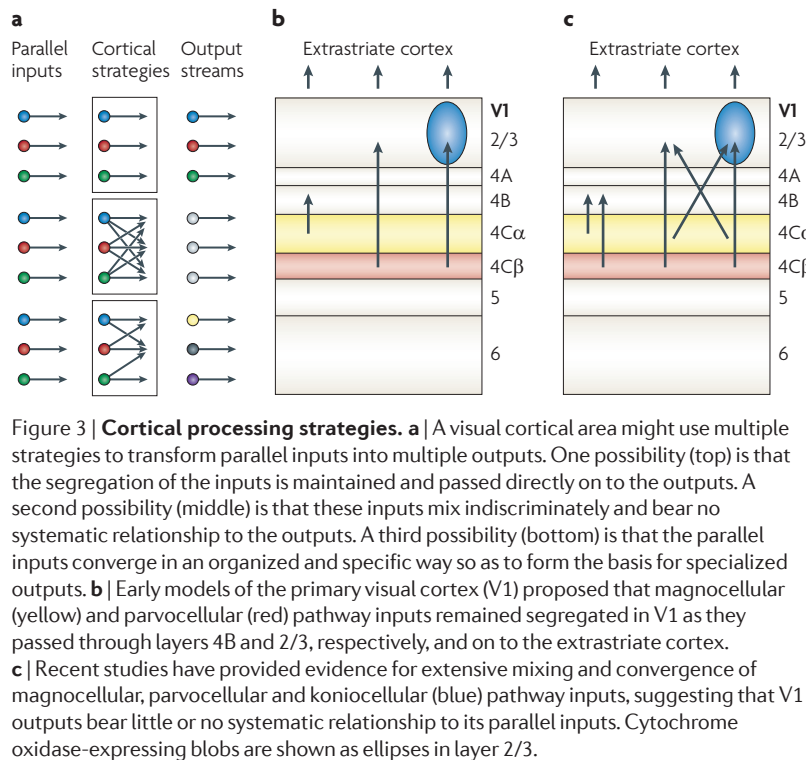 a
Parallel inputs
Cortical strategies
Output streams
b
Extrastriate cortex
V1
2/3
4A
4B
4Cα
4Cβ
5
6
c
Extrastriate cortex
V1
2/3
4A
4B
4Cα
4Cβ
5
6
Figure 3 | Cortical processing strategies. a | A visual cortical area might use multiple
strategies to transform parallel inputs into multiple outputs. One possibility (top) is that
the segregation of the inputs is maintained and passed directly on to the outputs. A
second possibility (middle) is that these inputs mix indiscriminately and bear no
systematic relationship to the outputs. A third possibility (bottom) is that the parallel
inputs converge in an organized and specific way so as to form the basis for specialized
outputs. b | Early models of the primary visual cortex (V1) proposed that magnocellular
(yellow) and parvocellular (red) pathway inputs remained segregated in V1 as they
passed through layers 4B and 2/3, respectively, and on to the extrastriate cortex.
c | Recent studies have provided evidence for extensive mixing and convergence of
magnocellular, parvocellular and koniocellular (blue) pathway inputs, suggesting that V1
outputs bear little or no systematic relationship to its parallel inputs. Cytochrome
oxidase-expressing blobs are shown as ellipses in layer 2/3.